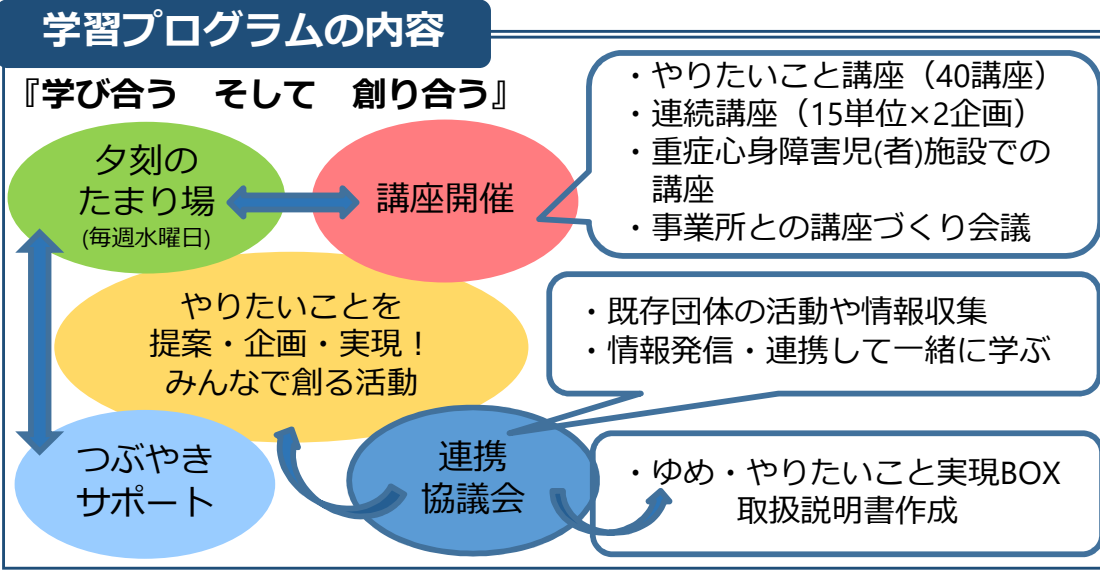 学習プログラムの内容
『学び合う　そして　創り合う』
夕刻の
たまり場
(毎週水曜日)
講座開催
・やりたいこと講座（40講座）
・連続講座（15単位×2企画）
・重症心身障害児(者)施設での
講座
・事業所との講座づくり会議
やりたいことを
提案・企画・実現！
みんなで創る活動
・既存団体の活動や情報収集
・情報発信・連携して一緒に学ぶ
つぶやき
サポート
連携
協議会
・ゆめ・やりたいこと実現BOX
取扱説明書作成